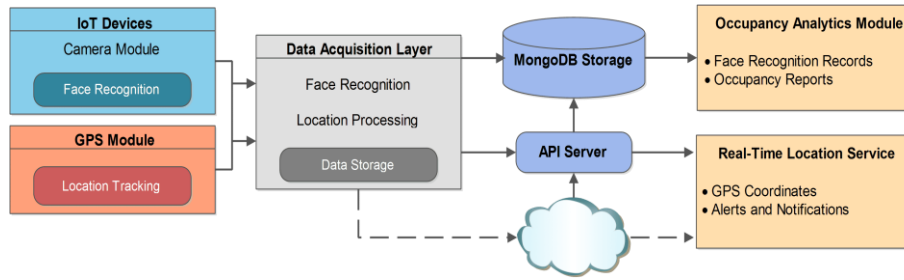 IoT Devices
Camera Module
Face Recognition
GPS Module
Location Tracking
Data Acquisition Layer
Face Recognition
Location Processing
Data Storage
MongoDB Storage
API Server
Occupancy Analytics Module
• Face Recognition Records
• Occupancy Reports
Real-Time Location Service
• GPS Coordinates
• Alerts and Notifications